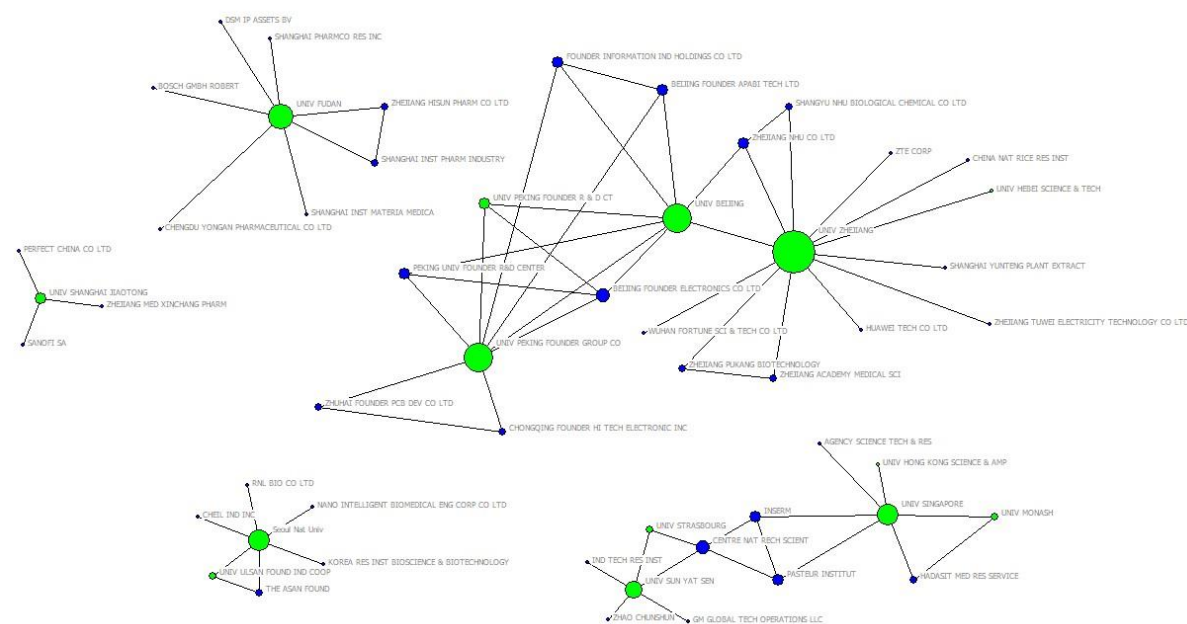 DSM IP ASSETS BV
SHANGHAI PHARMCO RES INC
BOSCH GMBH ROBERT
UNIV FUDAN
ZHEJIANG HISUN PHARM CO LTD
SHANGHAI INST PHARM INDUSTRY
SHANGHAI INST MATERIA MEDICA
CHENGDU YONGAN PHARMACEUTICAL CO LTD
FOUNDER INFORMATION IND HOLDINGS CO LTD
BEIJING FOUNDER APABI TECH LTD
SHANGYU NHU BIOLOGICAL CHEMICAL CO LTD
ZHEJIANG NHU CO LTD
ZTE CORP
CHINA NAT RICE RES INST
UNIV HEBEI SCIENCE & TECH
UNIV PEKING FOUNDER R & D CT
UNIV BEIJING
UNIV ZHEJIANG
PERFECT CHINA CO LTD
UNIV SHANGHAI JIAOTONG
ZHEJIANG MED XINCHANG PHARM
SANOFI SA
PEKING UNIV FOUNDER R&D CENTER
BEIJING FOUNDER ELECTRONICS CO LTD
SHANGHAI YUNTENG PLANT EXTRACT
WUHAN FORTUNE SCI & TECH CO LTD
HUAWEI TECH CO LTD
ZHEJIANG TUWEI ELECTRICITY TECHNOLOGY CO LTD
UNIV PEKING FOUNDER GROUP CO
ZHEJIANG PUKANG BIOTECHNOLOGY
ZHEJIANG ACADEMY MEDICAL SCI
ZHUHAI FOUNDER PCB DEV CO LTD
CHONGQING FOUNDER HI TECH ELECTRONIC INC
RNL BIO CO LTD
NANO INTELLIGENT BIOMEDICAL ENG CORP CO LTD
CHEIL IND INC
Seoul Nat Univ
KOREA RES INST BIOSCIENCE & BIOTECHNOLOGY
UNIV ULSAN FOUND IND COOP
THE ASAN FOUND
AGENCY SCIENCE TECH & RES
UNIV HONG KONG SCIENCE & AMP
UNIV SINGAPORE
INSERM
UNIV MONASH
UNIV STRASBOURG
CENTRE NAT RECH SCIENT
IND TECH RES INST
UNIV SUN YAT SEN
PASTEUR INSTITUT
HADASIT MED RES SERVICE
ZHAO CHUNSHUN
GM GLOBAL TECH OPERATIONS LLC